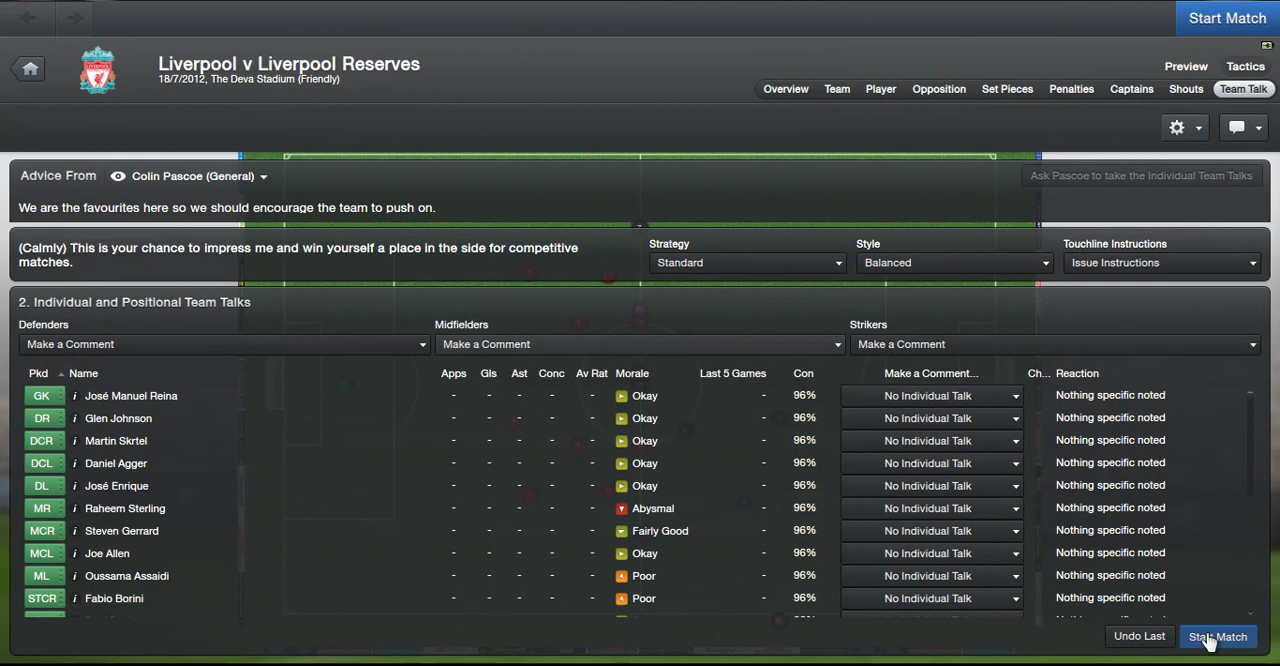 Start Match
Liverpool v Liverpool Reserves
18/7/2012, The Deva Stadium (Friendly)
Preview Tactics
Overview Team Player Opposition Set Pieces Penalties Captains Shouts Team Talk
Advice From Colin Pascoe (General) Ask Pascoe to take the Individual Team Talks
We are the favourites here so we should encourage the team to push on.
(Calmly) This is your chance to impress me and win yourself a place in the side for competitive
matches.
Strategy Style Touchline Instructions
Standard Balanced Issue Instructions
2. Individual and Positional Team Talks
Defenders Midfielders Strikers
Make a Comment Make a Comment Make a Comment
Pkd Name Apps Gls Ast Conc Av Rat Morale Last 5 Games Con Make a Comment... Ch... Reaction
GK i José Manuel Reina - - - - - Okay - 96% No Individual Talk Nothing specific noted
DR i Glen Johnson - - - - - Okay - 96% No Individual Talk Nothing specific noted
DCR i Martin Skrtel - - - - - Okay - 96% No Individual Talk Nothing specific noted
DCL i Daniel Agger - - - - - Okay - 96% No Individual Talk Nothing specific noted
DL i José Enrique - - - - - Okay - 96% No Individual Talk Nothing specific noted
MR i Raheem Sterling - - - - - Abysmal - 96% No Individual Talk Nothing specific noted
MCR i Steven Gerrard - - - - - Fairly Good - 96% No Individual Talk Nothing specific noted
MCL i Joe Allen - - - - - Okay - 96% No Individual Talk Nothing specific noted
ML i Oussama Assaidi - - - - - Poor - 96% No Individual Talk Nothing specific noted
STCR i Fabio Borini - - - - - Poor - 96% No Individual Talk Nothing specific noted
Undo Last Start Match